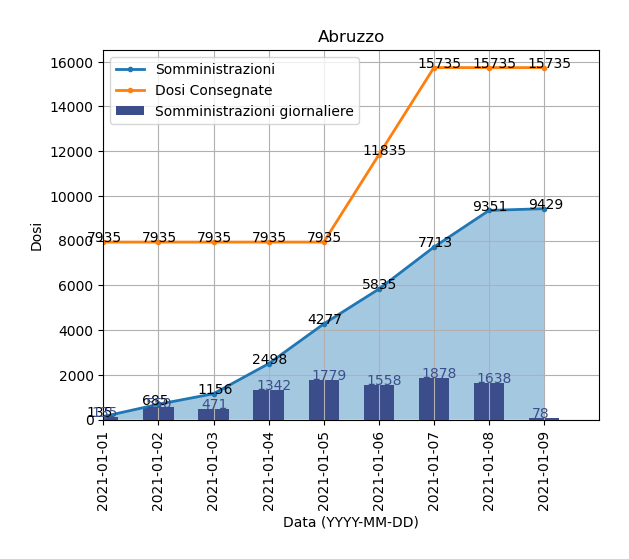 Abruzzo
Somministrazioni
Dosi Consegnate
Somministrazioni giornaliere
Dosi
16000
14000
12000
10000
8000
6000
4000
2000
0
7935 7935 7935 7935 7935 11835 15735 15735 15735
135 685 1156 2498 4277 5835 7713 9351 9429
471 1342 1779 1558 1878 1638 78
2021-01-01
2021-01-02
2021-01-03
2021-01-04
2021-01-05
2021-01-06
2021-01-07
2021-01-08
2021-01-09
Data (YYYY-MM-DD)